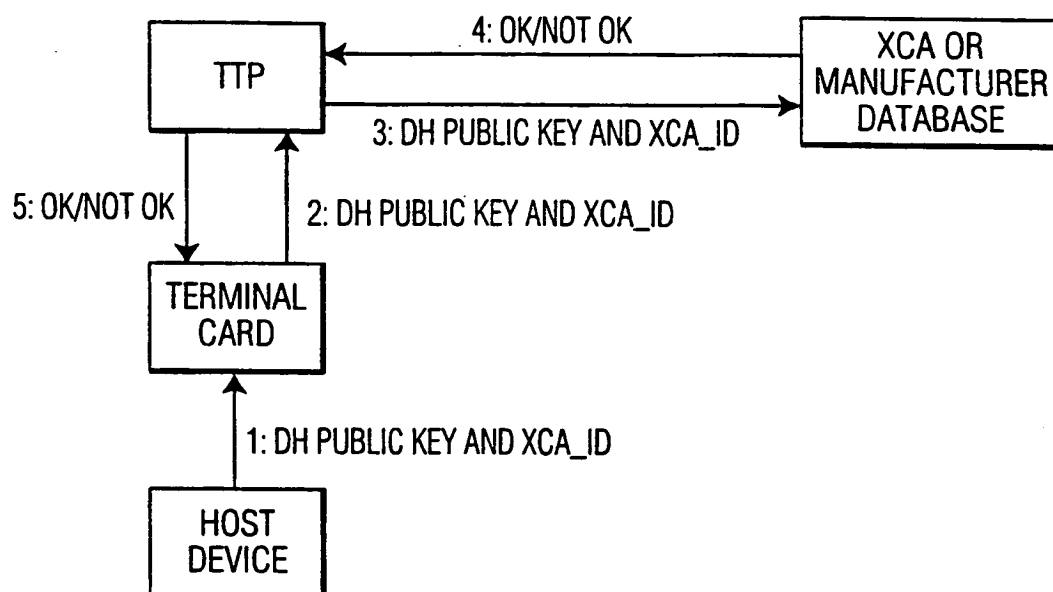 4: OK/NOT OK
TTP
XCA OR
MANUFACTURER
DATABASE
3: DH PUBLIC KEY AND XCA_ID
5: OK/NOT OK
2: DH PUBLIC KEY AND XCA_ID
TERMINAL
CARD
1: DH PUBLIC KEY AND XCA_ID
HOST
DEVICE